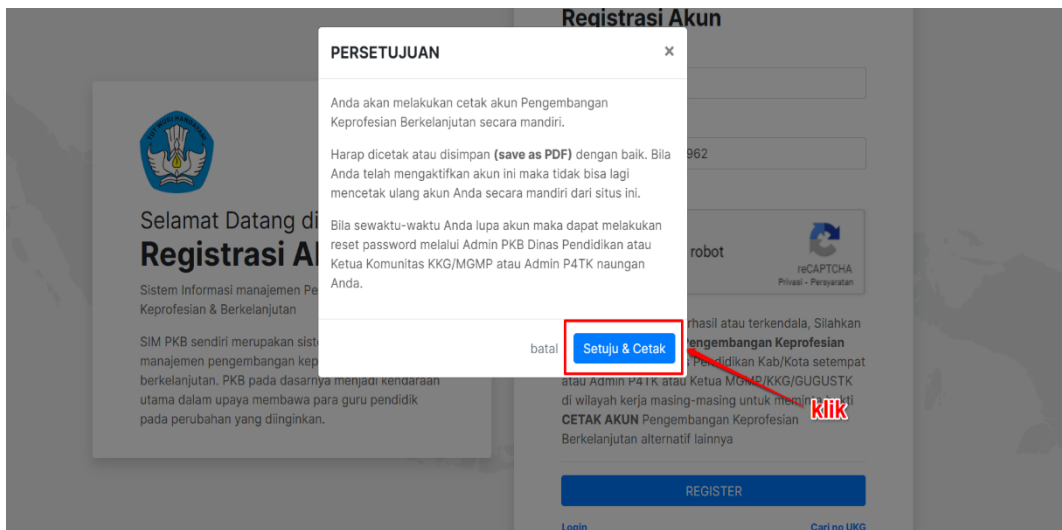 Registrasi Akun
PERSETUJUAN
×
Anda akan melakukan cetak akun Pengembangan
Keprofesian Berkelanjutan secara mandiri.
Harap dicetak atau disimpan (save as PDF) dengan baik. Bila
Anda telah mengaktifkan akun ini maka tidak bisa lagi
mencetak ulang akun Anda secara mandiri dari situs ini.
Bila sewaktu-waktu Anda lupa akun maka dapat melakukan
reset password melalui Admin PKB Dinas Pendidikan atau
Ketua Komunitas KKG/MGMP atau Admin P4TK naungan
Anda.
batal
Setuju & Cetak
klik
TUT WURI HANDAYANI
Selamat Datang di
Registrasi A
Sistem Informasi manajemen Pe
Keprofesian & Berkelanjutan
SIM PKB sendiri merupakan sist
manajemen pengembangan kep
berkelanjutan. PKB pada dasarnya menjadi kendaraan
utama dalam upaya membawa para guru pendidik
pada perubahan yang diinginkan.
962
robot
reCAPTCHA
Privasi - Persyaratan
rhasil atau terkendala, Silahkan
engembangan Keprofesian
Pendidikan Kab/Kota setempat
atau Admin P4TK atau Ketua MGMP/KKG/GUGUSTK
di wilayah kerja masing-masing untuk meminta bukti
CETAK AKUN Pengembangan Keprofesian
Berkelanjutan alternatif lainnya
REGISTER
Login
Cari no UKG